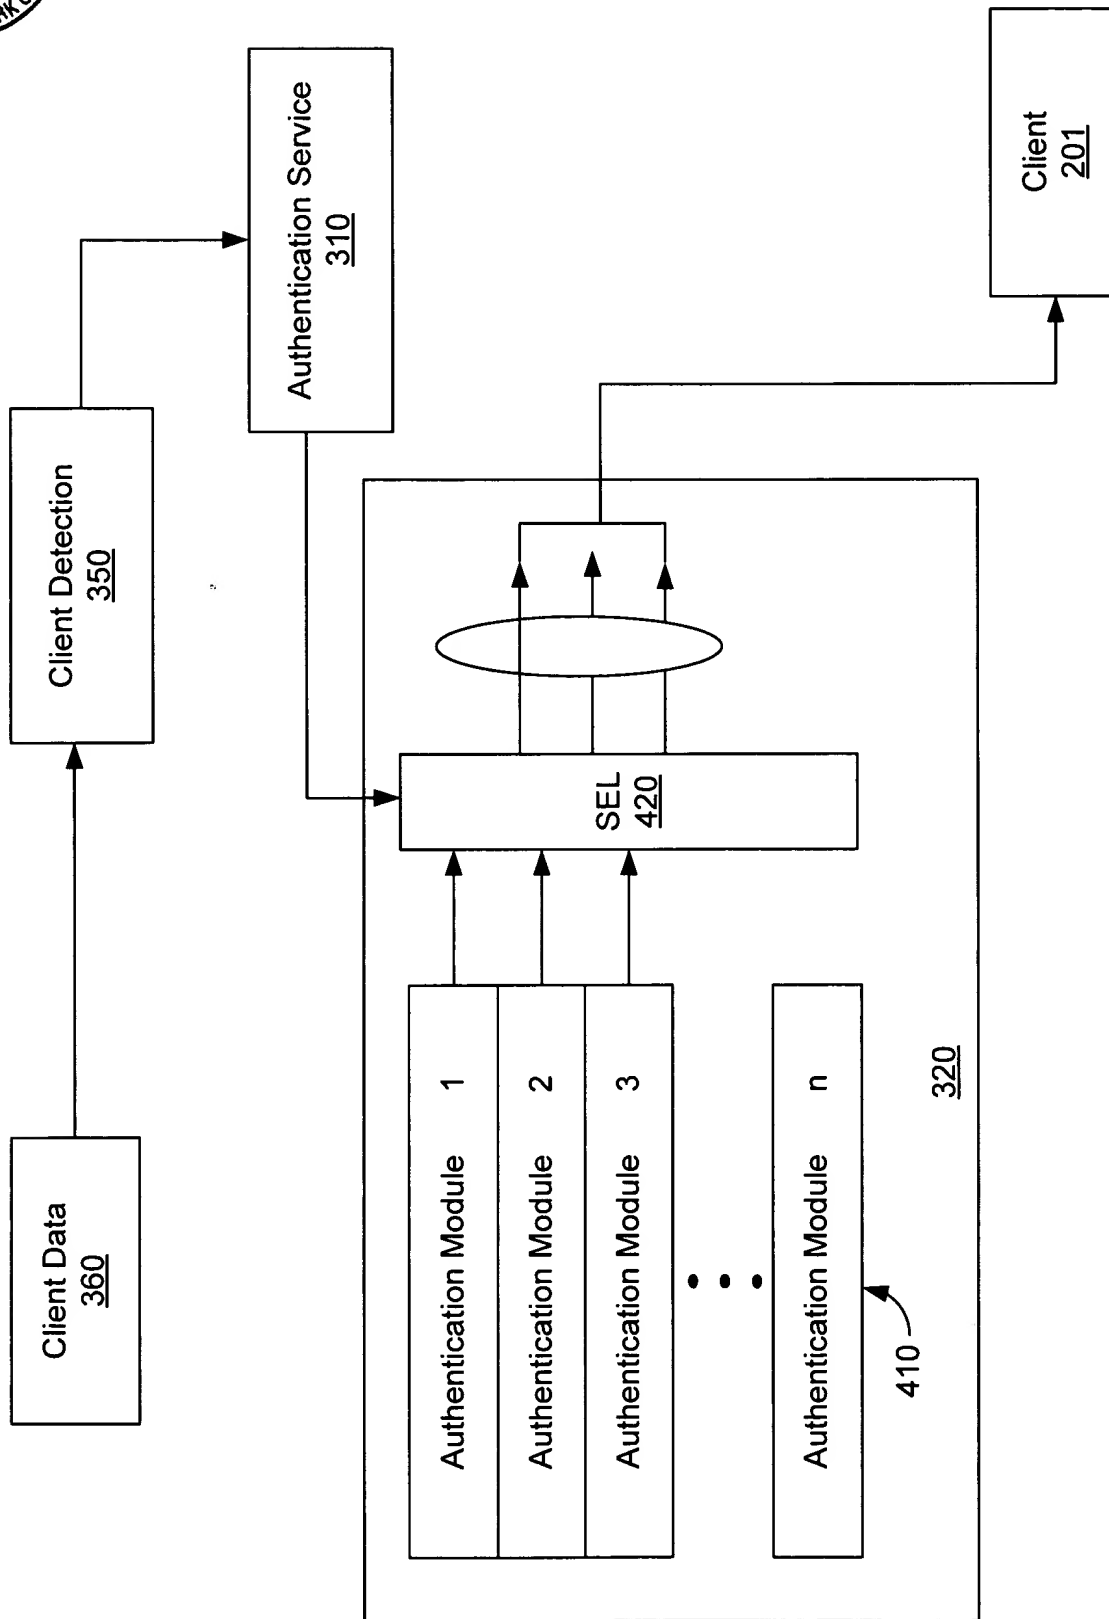 Client Data
360
Client Detection
350
Authentication Service
310
Authentication Module 1
Authentication Module 2
Authentication Module 3
Authentication Module n
410
SEL
420
320
Client
201